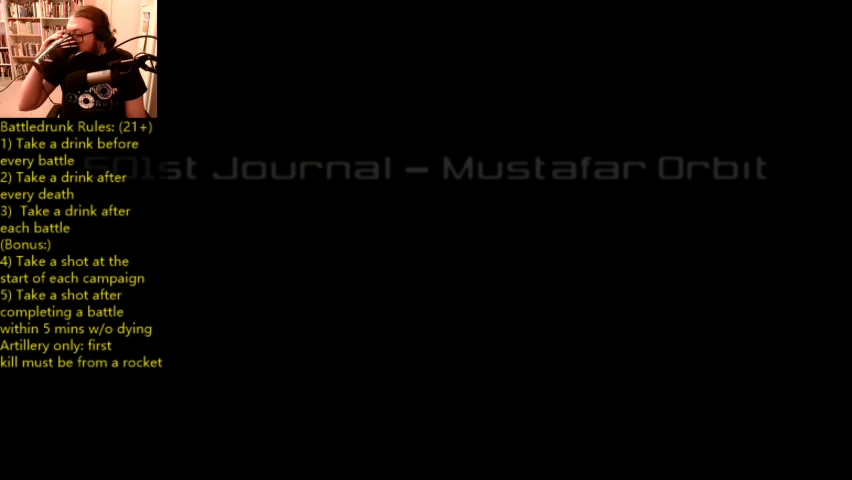 Battledrunk Rules: (21+)
1) Take a drink before
every battle
2) Take a drink after
every death
3)  Take a drink after
each battle
(Bonus:)
4) Take a shot at the
start of each campaign
5) Take a shot after
completing a battle
within 5 mins w/o dying
Artillery only: first
kill must be from a rocket
501st Journal – Mustafar Orbit